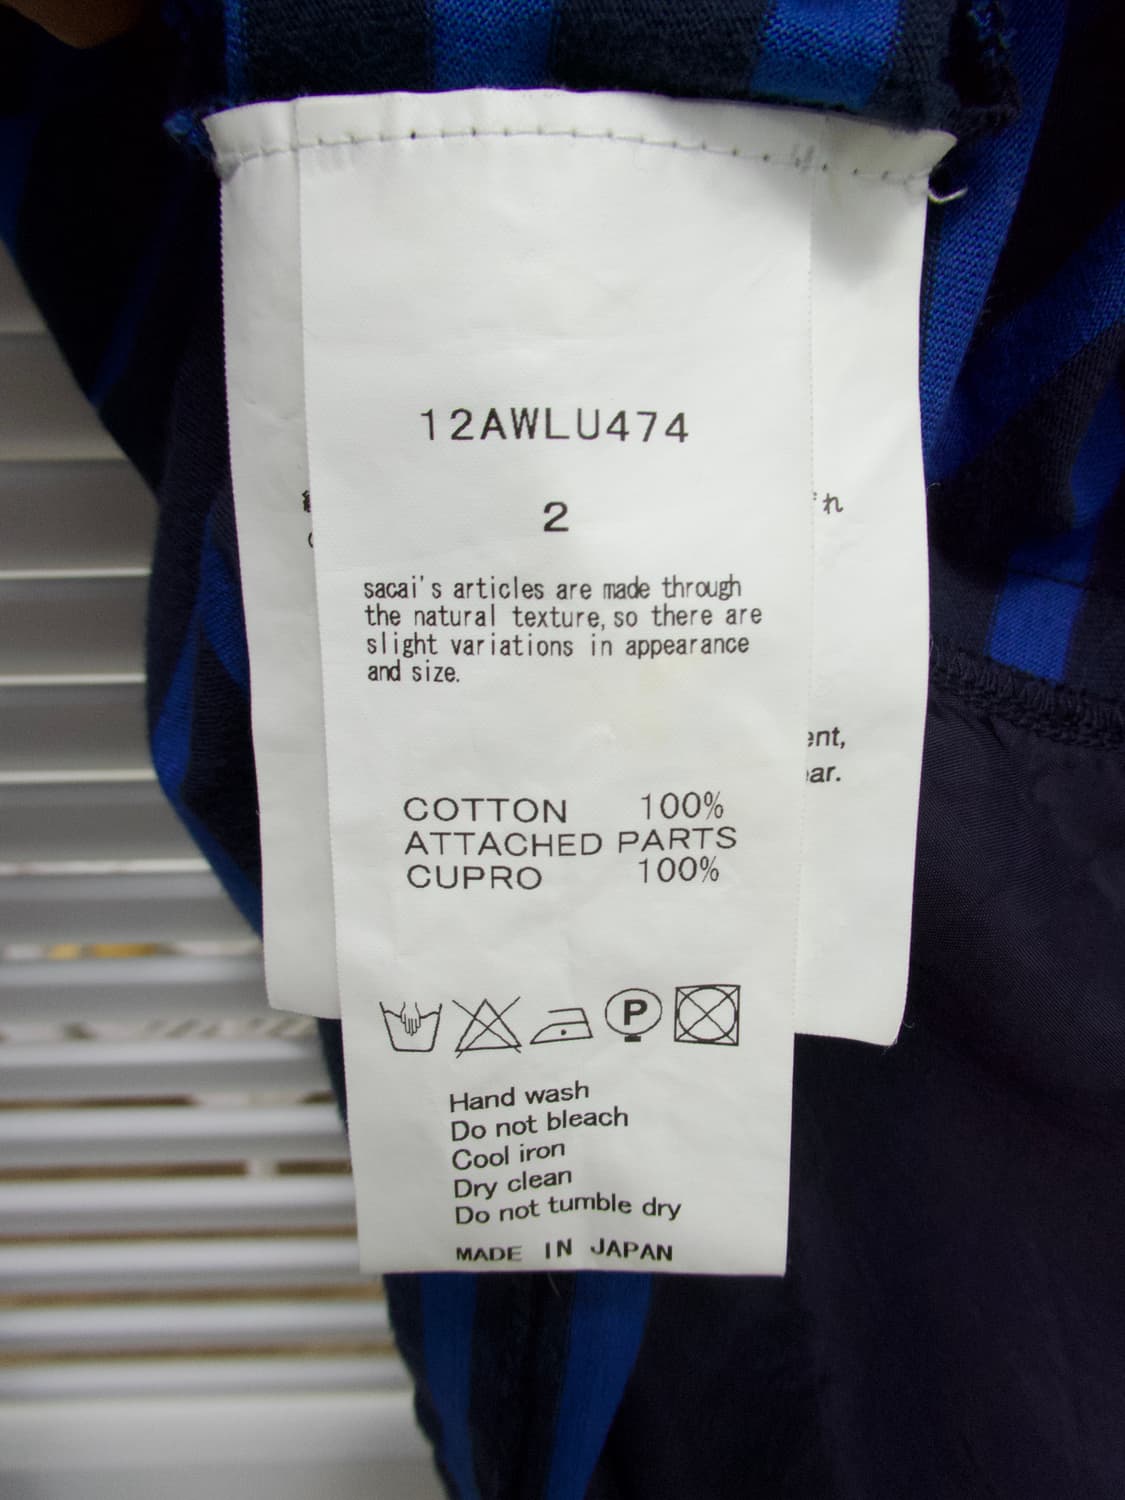 12AWLU474
2
sacai's articles are made through
the natural texture, so there are
slight variations in appearance
and size.
COTTON 100%
ATTACHED PARTS
CUPRO 100%
P
Hand wash
Do not bleach
Cool iron
Dry clean
Do not tumble dry
MADE IN JAPAN